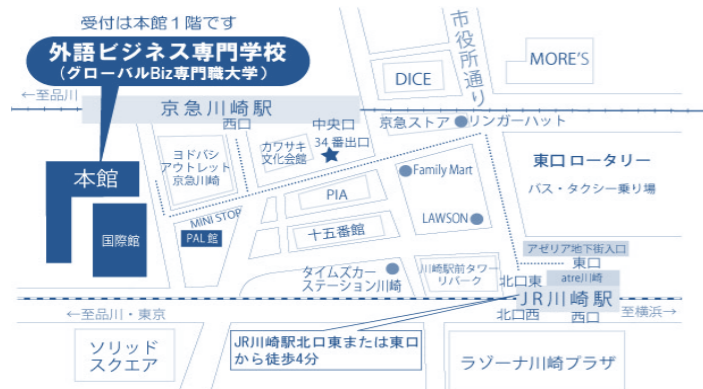 受付は本館1階です
外語ビジネス専門学校
（グローバルBiz専門職大学）
←至品川
京急川崎駅
西口
中央口
34番出口
市役所通り
DICE
MORE'S
京急ストア
リンガーハット
ヨドバシ
アウトレット
京急川崎
カワサキ
文化会館
本館
国際館
MINI STOP
PAL館
PIA
十五番館
Family Mart
LAWSON
東口 ロータリー
バス・タクシー乗り場
アゼリア地下街入口
東口
タイムズカー
ステーション川崎
川崎駅前タワー
リパーク
北口東
atre川崎
JR川崎駅
北口西
西口
←至品川・東京
至横浜→
ソリッド
スクエア
JR川崎駅北口東または東口
から徒歩4分
ラゾーナ川崎プラザ